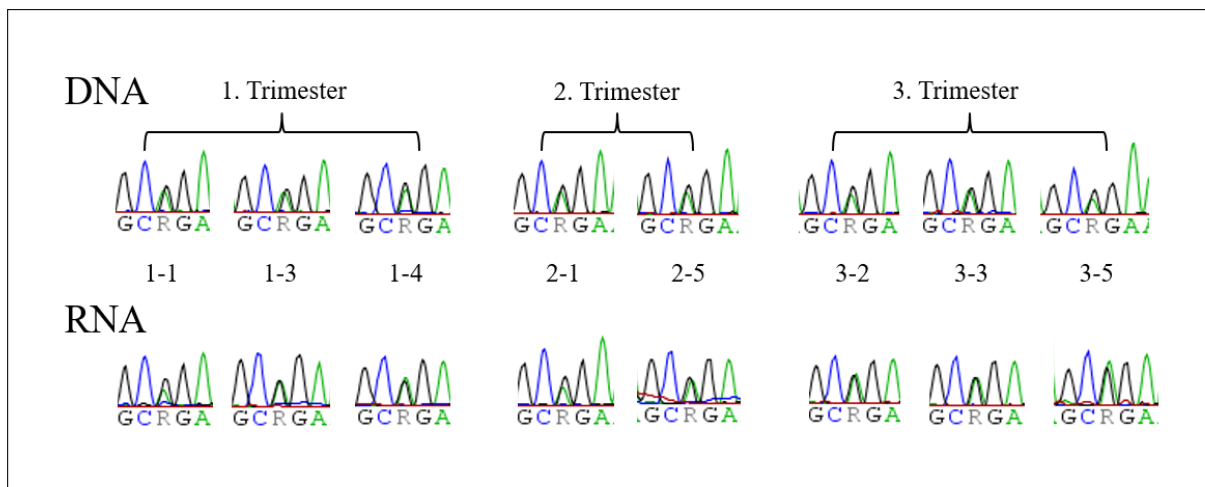 DNA
1. Trimester 2. Trimester 3. Trimester
GCRGA GCRGA GCRGA GCRGA GCRGA GCRGA GCRGA GCRGA
1-1 1-3 1-4 2-1 2-5 3-2 3-3 3-5
RNA
GCRGA GCRGA GCRGA GCRGA GCRGA GCRGA GCRGA GCRGA